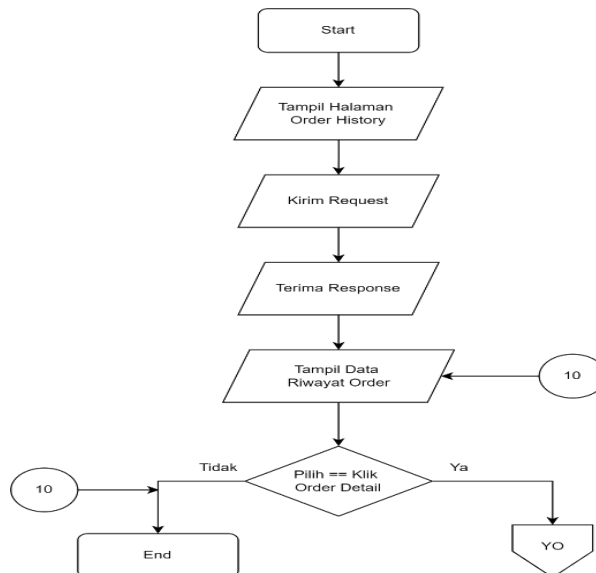 Start
Tampil Halaman
Order History
Kirim Request
Terima Response
Tampil Data
Riwayat Order
10
Tidak
Pilih == Klik
Order Detail
Ya
10
End
YO